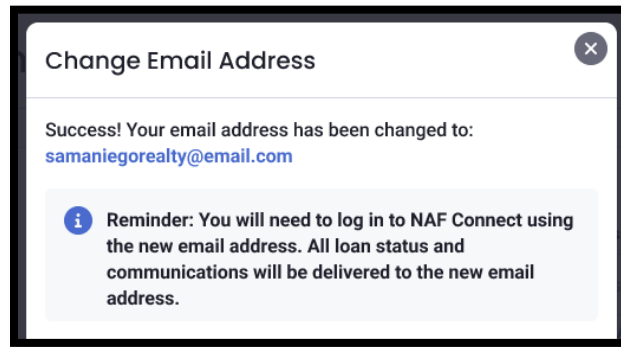 Change Email Address
Success! Your email address has been changed to:
samaniegorealty@email.com
Reminder: You will need to log in to NAF Connect using
the new email address. All loan status and
communications will be delivered to the new email
address.